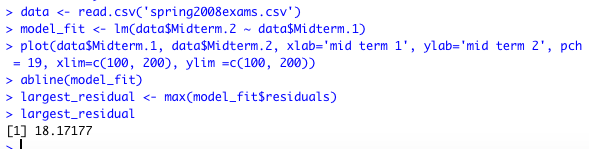 > data <- read.csv('spring2008exams.csv')
> model_fit <- lm(data$Midterm.2 ~ data$Midterm.1)
> plot(data$Midterm.1, data$Midterm.2, xlab='mid term 1', ylab='mid term 2', pch
= 19, xlim=c(100, 200), ylim =c(100, 200))
> abline(model_fit)
> largest_residual <- max(model_fit$residuals)
> largest_residual
[1] 18.17177
>